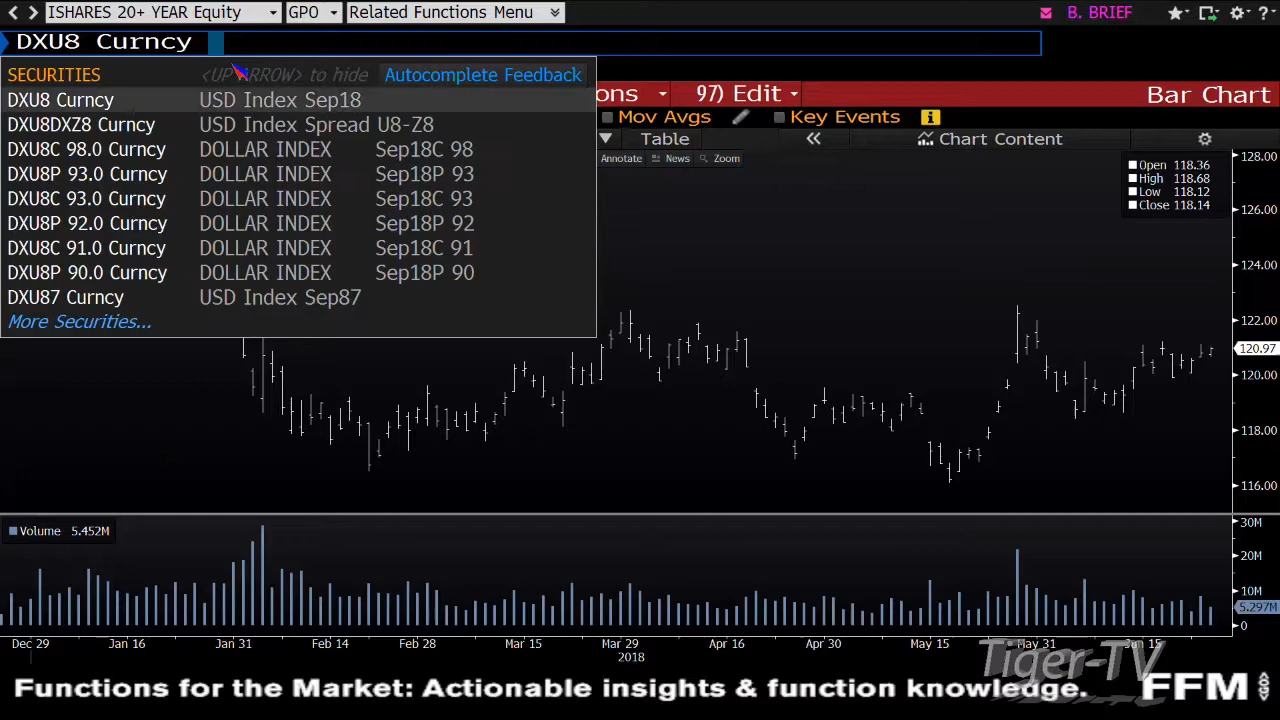 ISHARES 20+ YEAR Equity GPO Related Functions Menu B. BRIEF ?
DXU8 Curncy
SECURITIES <UP ARROW> to hide Autocomplete Feedback
DXU8 Curncy USD Index Sep18
DXU8DXZ8 Curncy USD Index Spread U8-Z8
DXU8C 98.0 Curncy DOLLAR INDEX Sep18C 98
DXU8P 93.0 Curncy DOLLAR INDEX Sep18P 93
DXU8C 93.0 Curncy DOLLAR INDEX Sep18C 93
DXU8P 92.0 Curncy DOLLAR INDEX Sep18P 92
DXU8C 91.0 Curncy DOLLAR INDEX Sep18C 91
DXU8P 90.0 Curncy DOLLAR INDEX Sep18P 90
DXU87 Curncy USD Index Sep87
More Securities...
ons 97) Edit Bar Chart
Mov Avgs Key Events i
Table Chart Content
Annotate News Zoom
Open 118.36
High 118.68
Low 118.12
Close 118.14
128.00
126.00
124.00
122.00
120.97
120.00
118.00
116.00
Volume 5.452M
30M
20M
10M
5.297M
0
Dec 29 Jan 16 Jan 31 Feb 14 Feb 28 Mar 15 Mar 29 Apr 16 Apr 30 May 15 May 31 Jun 15
2018
Tiger-TV
Functions for the Market: Actionable insights & function knowledge. FFM